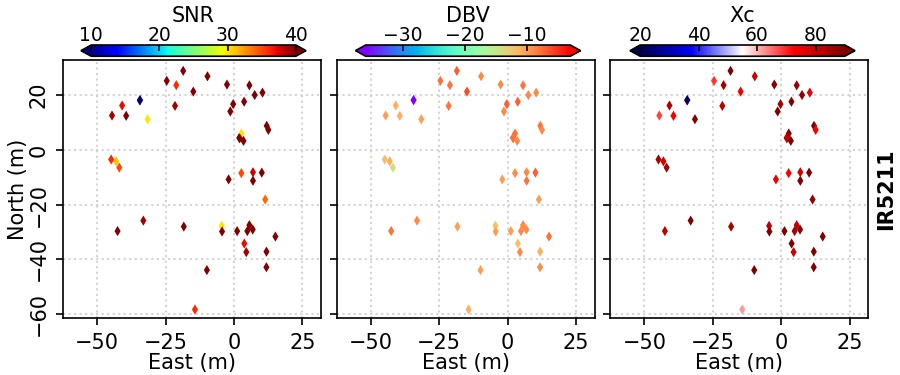 SNR DBV Xc
10 20 30 40 −30 −20 −10 20 40 60 80
20
0
−20
−40
−60
North (m)
IR5211
−50 −25 0 25 −50 −25 0 25 −50 −25 0 25
East (m) East (m) East (m)